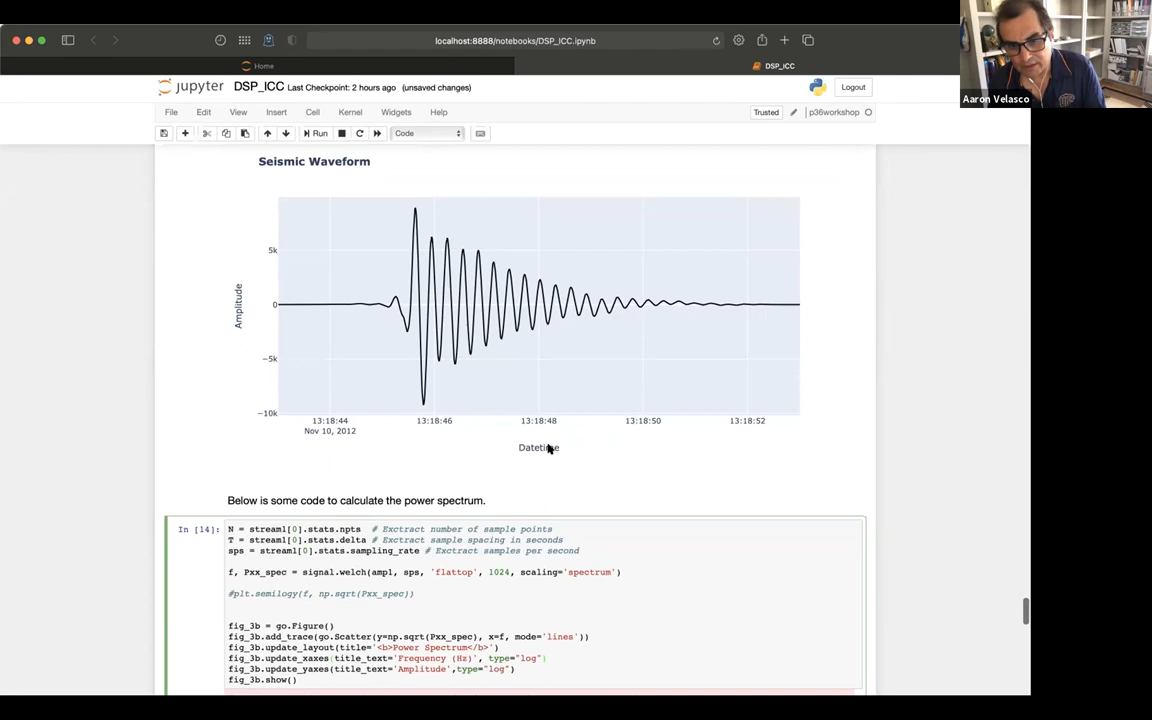 localhost:8888/notebooks/DSP_ICC.ipynb
Home
DSP_ICC
Aaron Velasco
jupyter DSP_ICC Last Checkpoint: 2 hours ago (unsaved changes)
Logout
File Edit View Insert Cell Kernel Widgets Help
Trusted
p36workshop
Run
Code
Seismic Waveform
5k
0
−5k
−10k
Amplitude
13:18:44 13:18:46 13:18:48 13:18:50 13:18:52
Nov 10, 2012
Datetime
Below is some code to calculate the power spectrum.
In [14]:
N = stream1[0].stats.npts # Exctract number of sample points
T = stream1[0].stats.delta # Exctract sample spacing in seconds
sps = stream1[0].stats.sampling_rate # Exctract samples per second
f, Pxx_spec = signal.welch(amp1, sps, 'flattop', 1024, scaling='spectrum')
#plt.semilogy(f, np.sqrt(Pxx_spec))
fig_3b = go.Figure()
fig_3b.add_trace(go.Scatter(y=np.sqrt(Pxx_spec), x=f, mode='lines'))
fig_3b.update_layout(title='<b>Power Spectrum</b>')
fig_3b.update_xaxes(title_text='Frequency (Hz)', type="log")
fig_3b.update_yaxes(title_text='Amplitude',type="log")
fig_3b.show()